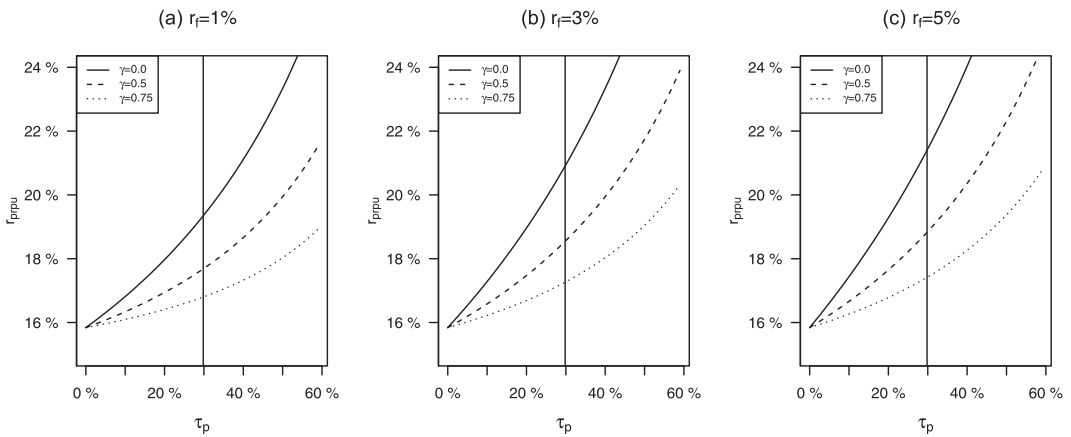 (a) r_f=1%
24 %
22 %
20 %
18 %
16 %
r_prpu
γ=0.0
γ=0.5
γ=0.75
0 %
20 %
40 %
60 %
τ_p
(b) r_f=3%
24 %
22 %
20 %
18 %
16 %
r_prpu
γ=0.0
γ=0.5
γ=0.75
0 %
20 %
40 %
60 %
τ_p
(c) r_f=5%
24 %
22 %
20 %
18 %
16 %
r_prpu
γ=0.0
γ=0.5
γ=0.75
0 %
20 %
40 %
60 %
τ_p